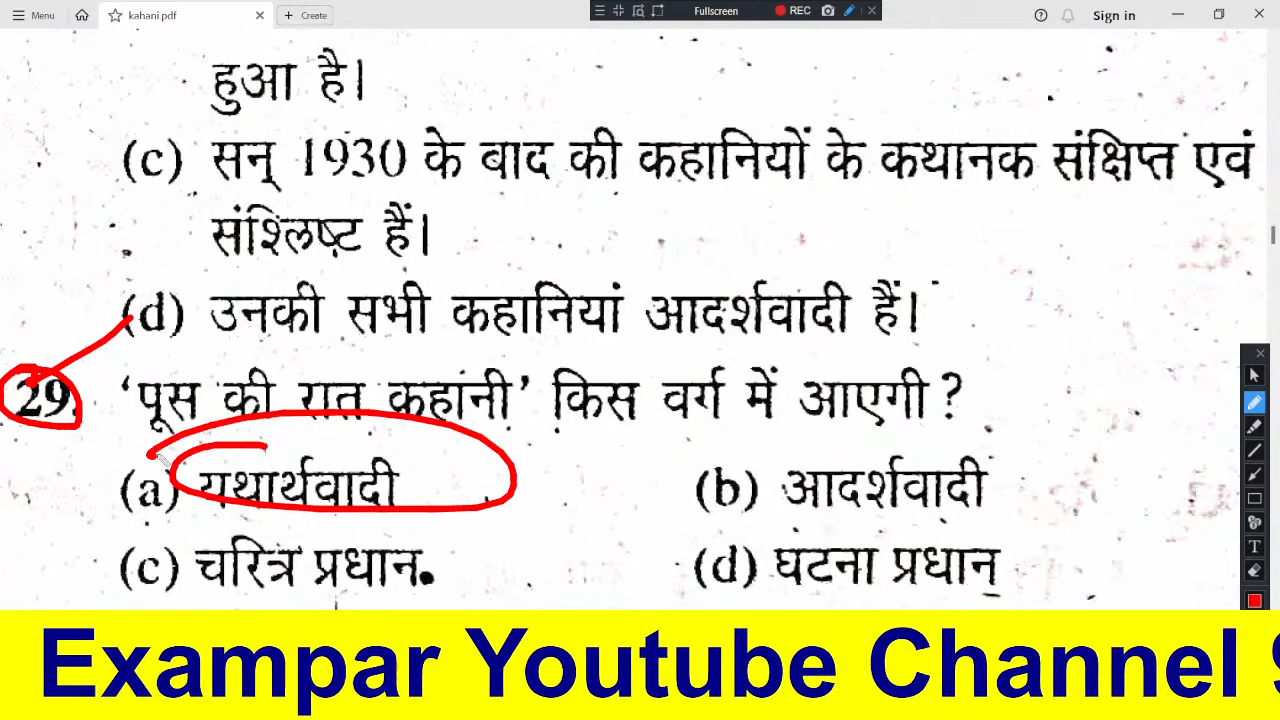 Menu kahani.pdf Create Fullscreen REC Sign in
हुआ है।
(c) सन् 1930 के बाद की कहानियों के कथानक संक्षिप्त एवं
संश्लिष्ट हैं।
(d) उनकी सभी कहानियां आदर्शवादी हैं।
29. ‘पूस की रात कहानी’ किस वर्ग में आएगी?
(a) यथार्थवादी (b) आदर्शवादी
(c) चरित्र प्रधान. (d) घटना प्रधान
Exampar Youtube Channel